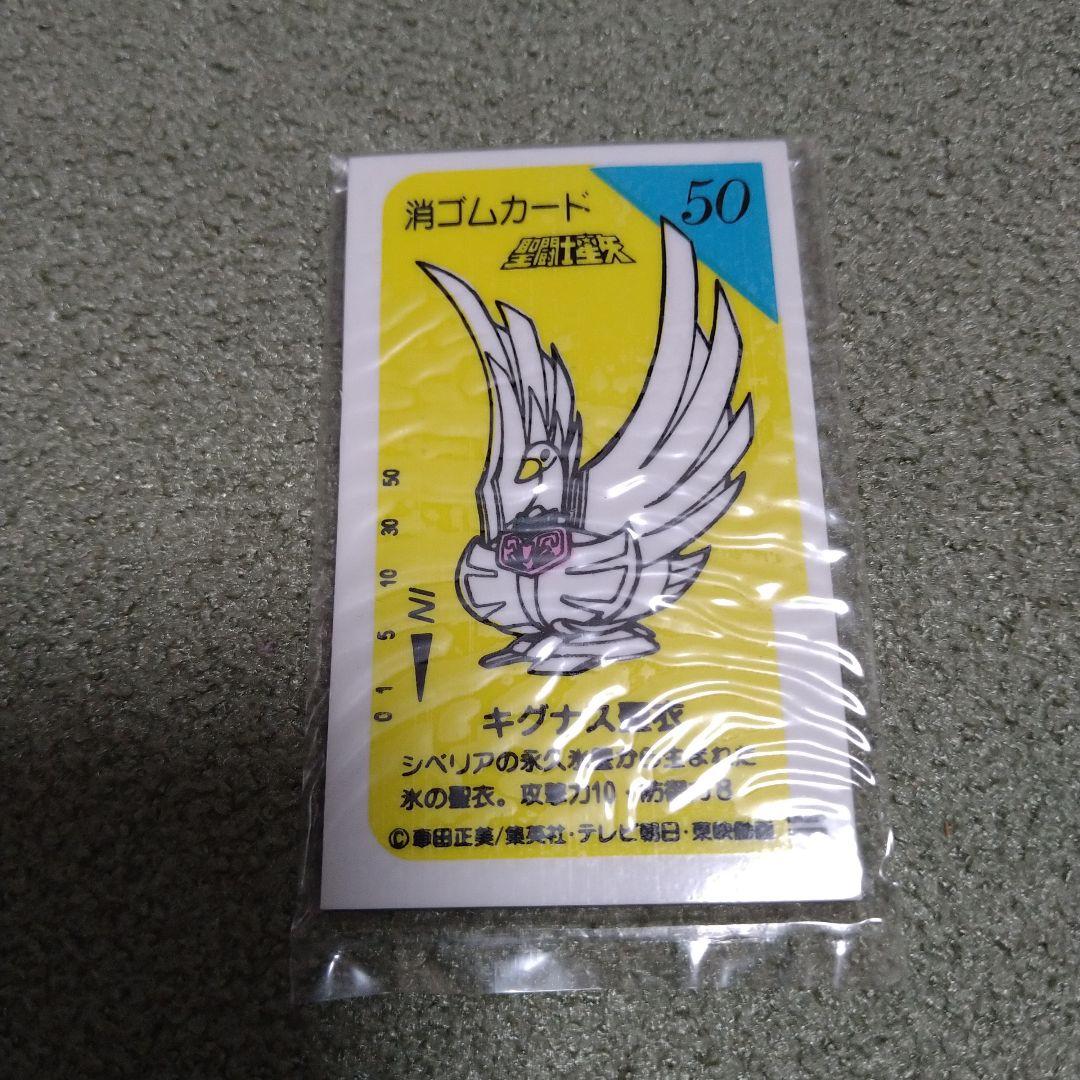 消ゴムカード
50
聖闘士星矢
50
30
10
5
1
0
IN
キグナス聖衣
シベリアの永久氷壁から生まれた
氷の聖衣。攻撃力10・防御力8
©車田正美/集英社・テレビ朝日・東映動画